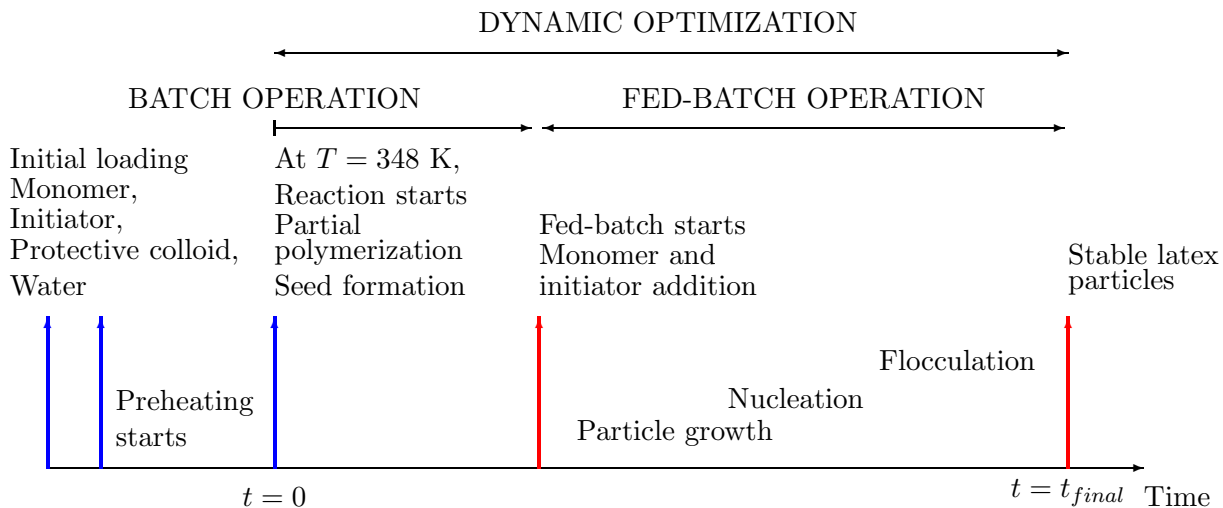 DYNAMIC OPTIMIZATION
BATCH OPERATION
FED-BATCH OPERATION
Initial loading
Monomer,
Initiator,
Protective colloid,
Water
At T = 348 K,
Reaction starts
Partial
polymerization
Seed formation
Fed-batch starts
Monomer and
initiator addition
Stable latex
particles
Preheating
starts
Particle growth
Nucleation
Flocculation
t = 0
t = t_{final}
Time